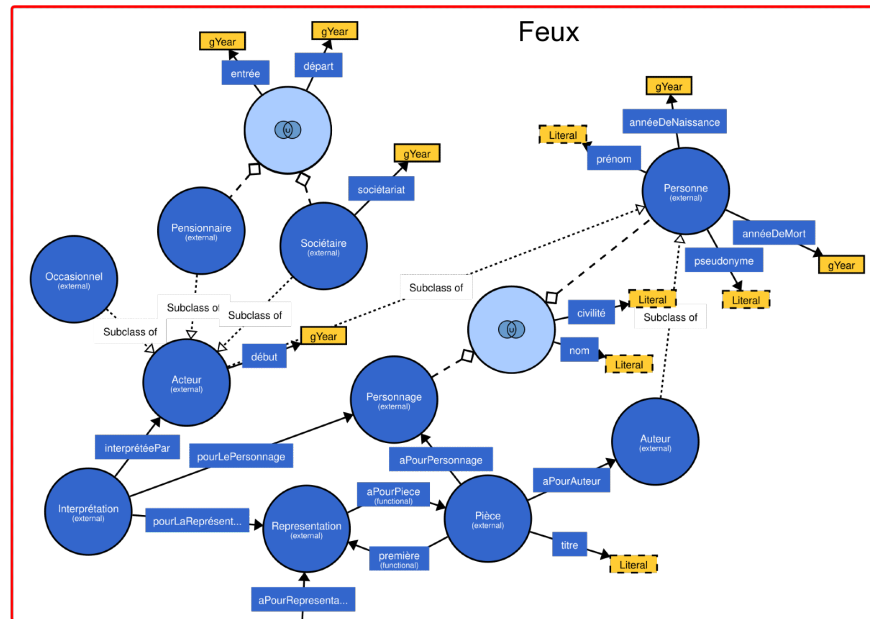 Feux
gYear
gYear
entrée
départ
gYear
annéeDeNaissance
Literal
prénom
gYear
sociétariat
Personne
(external)
Pensionnaire
(external)
Sociétaire
(external)
annéeDeMort
pseudonyme
gYear
Occasionnel
(external)
Subclass of
Literal
civilité
Literal
Subclass of
Subclass of
Subclass of
Subclass of
gYear
début
nom
Literal
Acteur
(external)
Personnage
(external)
Auteur
(external)
interprétéePar
pourLePersonnage
aPourPersonnage
aPourAuteur
aPourPiece
(functional)
Interprétation
(external)
pourLaReprésent...
Representation
(external)
Pièce
(external)
titre
première
(functional)
Literal
aPourRepresenta...